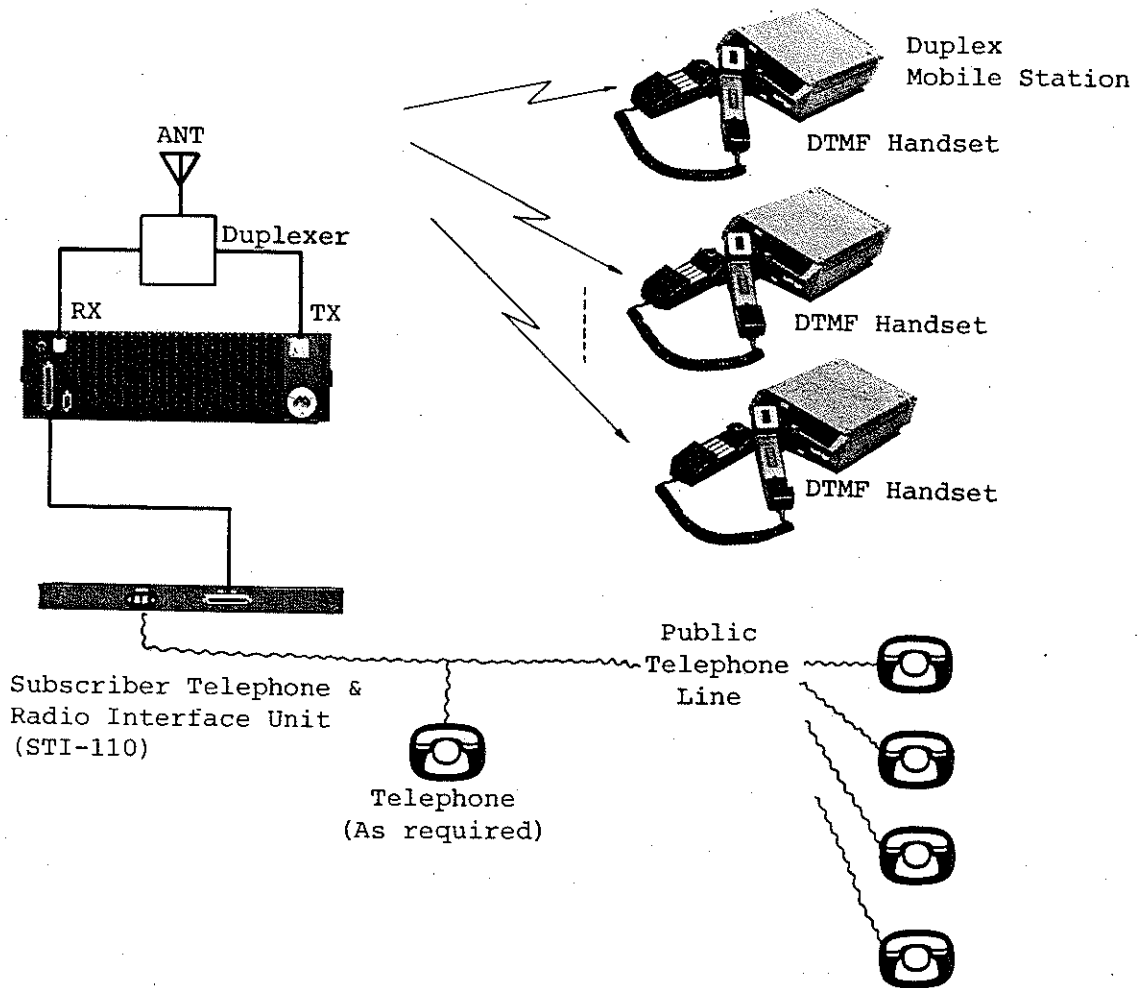 Duplex
Mobile Station
DTMF Handset
ANT
Duplexer
RX
TX
DTMF Handset
DTMF Handset
Subscriber Telephone &
Radio Interface Unit
(STI-110)
Public
Telephone
Line
Telephone
(As required)